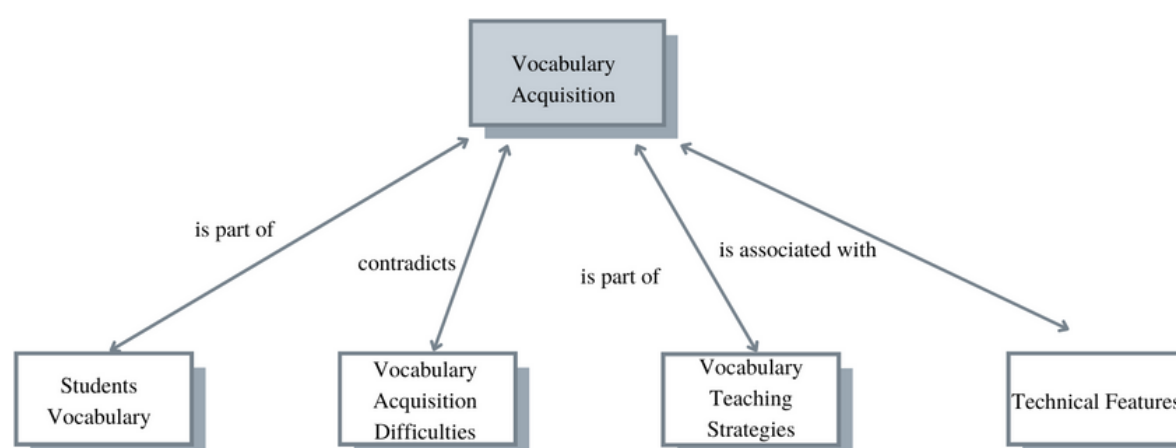 Vocabulary
Acquisition
is part of
contradicts
is part of
is associated with
Students
Vocabulary
Vocabulary
Acquisition
Difficulties
Vocabulary
Teaching
Strategies
Technical Features